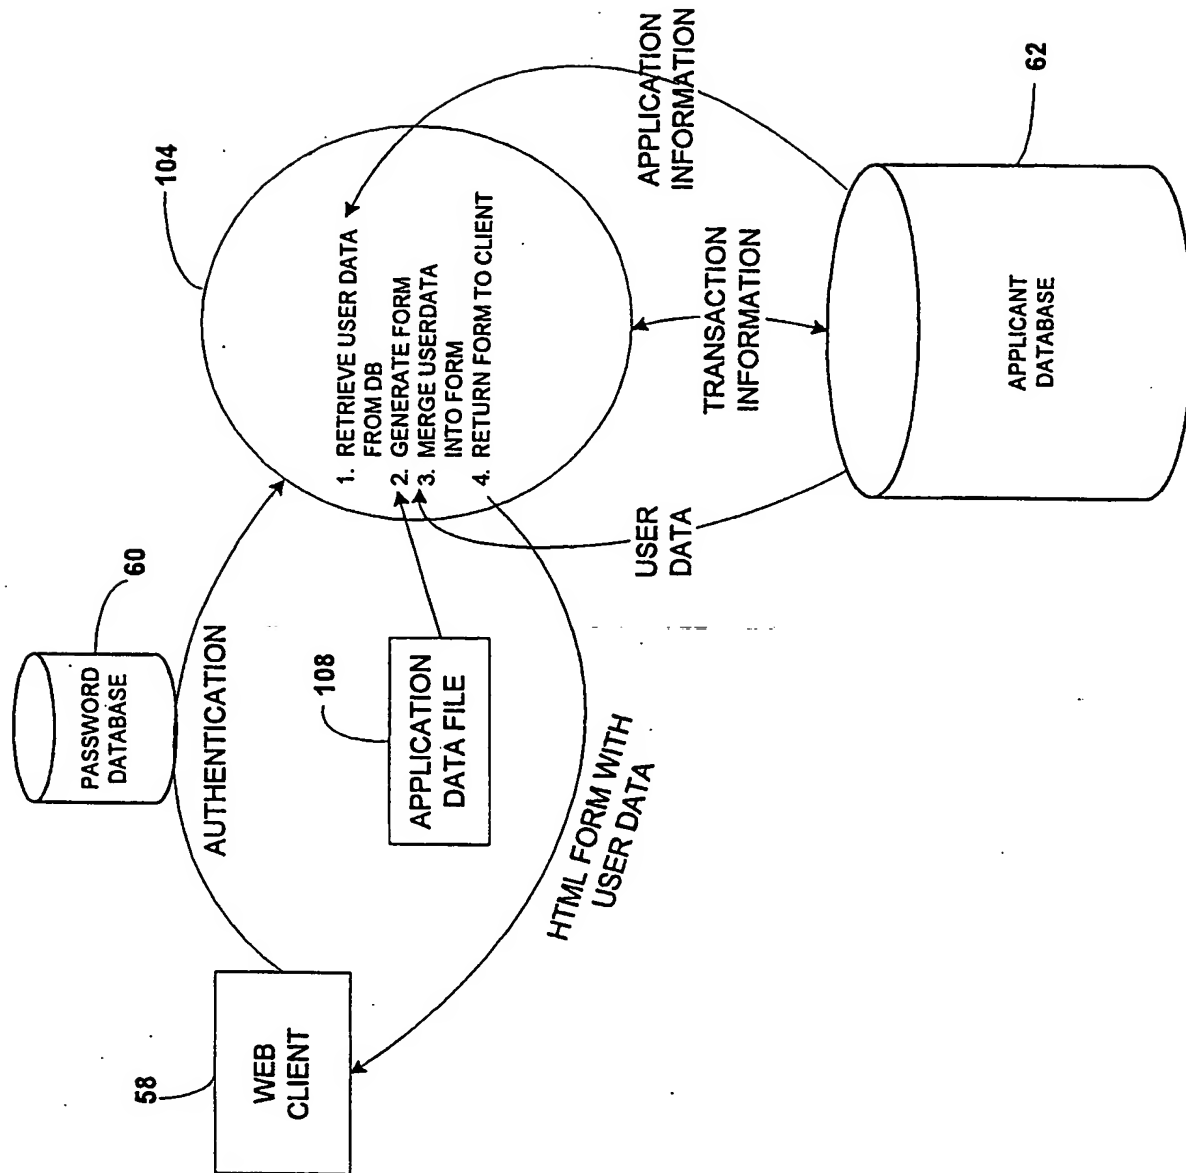 60
PASSWORD
DATABASE
AUTHENTICATION
58
WEB
CLIENT
108
APPLICATION
DATA FILE
HTML FORM WITH
USER DATA
104
1. RETRIEVE USER DATA
FROM DB
2. GENERATE FORM
3. MERGE USERDATA
INTO FORM
4. RETURN FORM TO CLIENT
USER
DATA
TRANSACTION
INFORMATION
APPLICATION
INFORMATION
62
APPLICANT
DATABASE